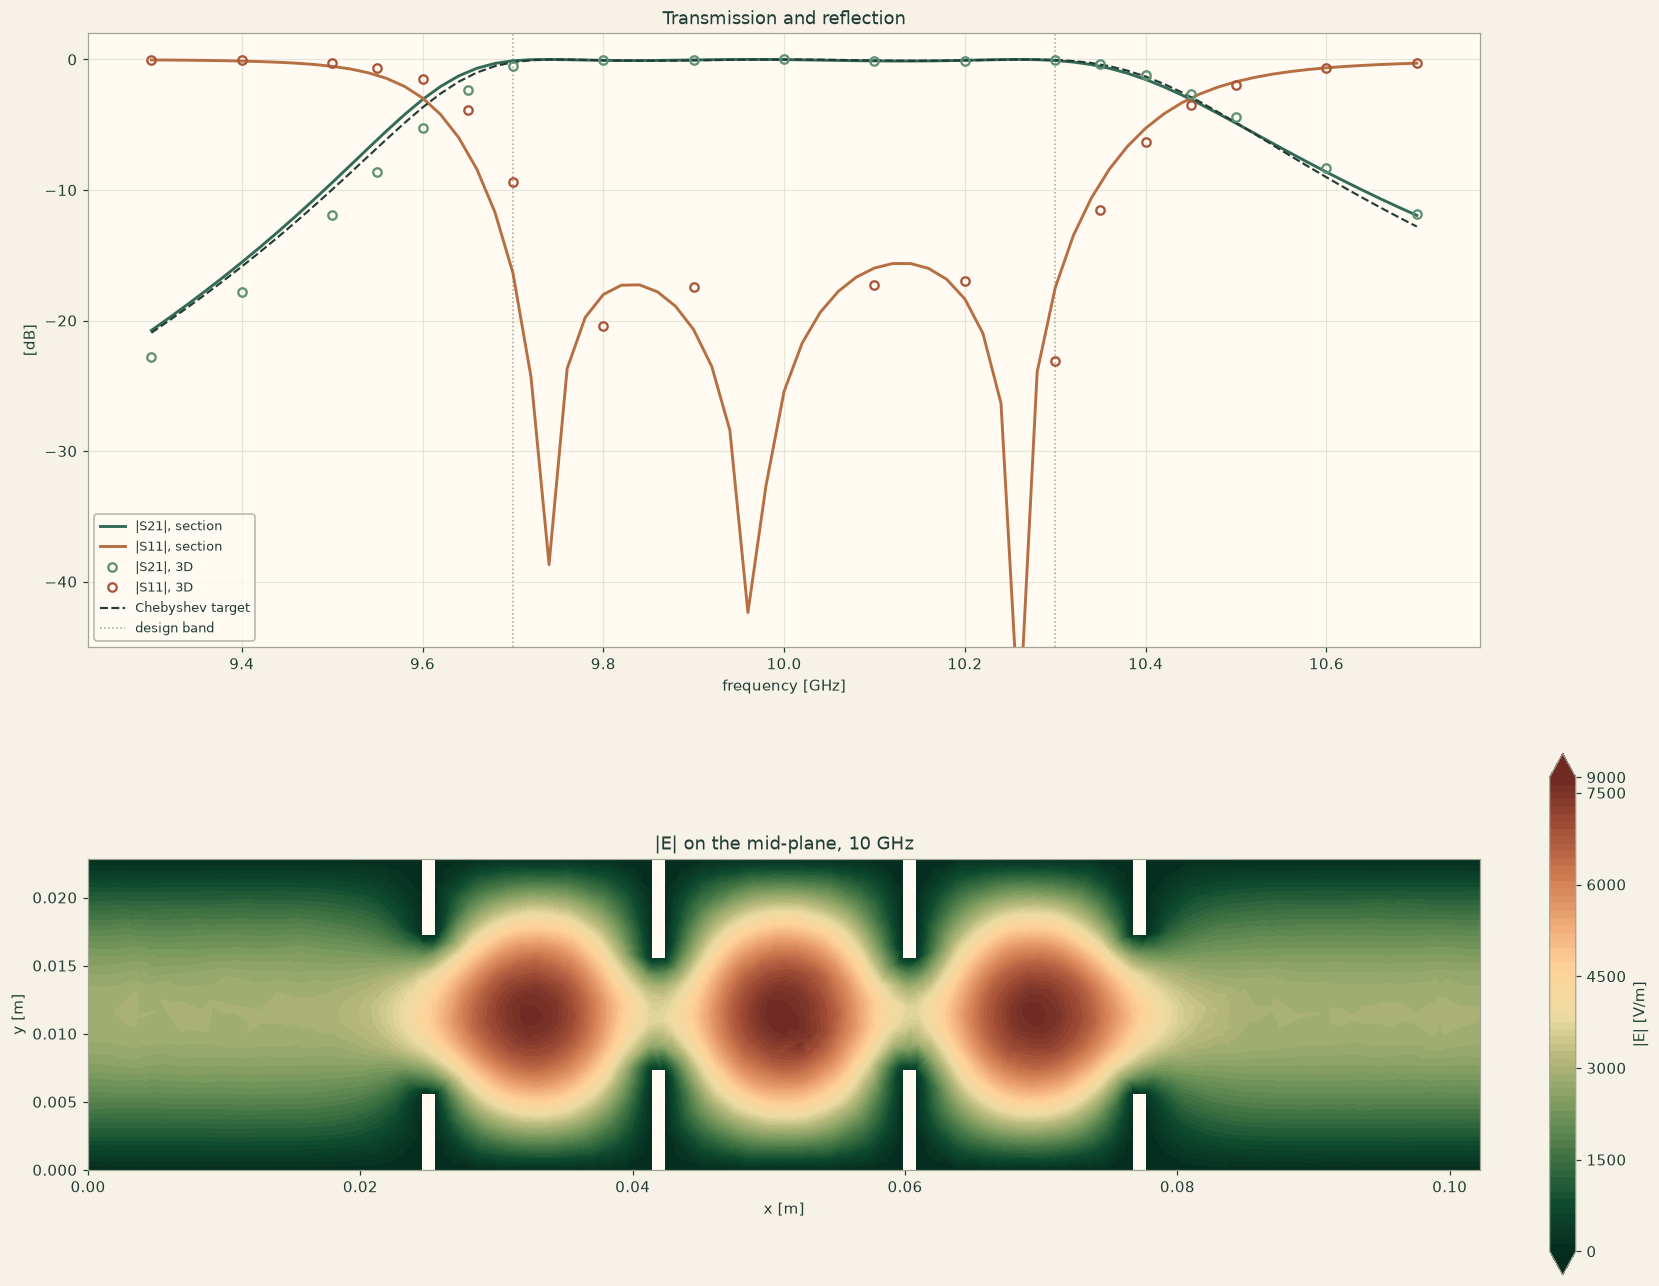 Transmission and reflection
0
−10
−20
−30
−40
[dB]
|S21|, section
|S11|, section
|S21|, 3D
|S11|, 3D
Chebyshev target
design band
9.4
9.6
9.8
10.0
10.2
10.4
10.6
frequency [GHz]
|E| on the mid-plane, 10 GHz
0.020
0.015
0.010
0.005
0.000
y [m]
0.00
0.02
0.04
0.06
0.08
0.10
x [m]
9000
7500
6000
4500
3000
1500
0
|E| [V/m]